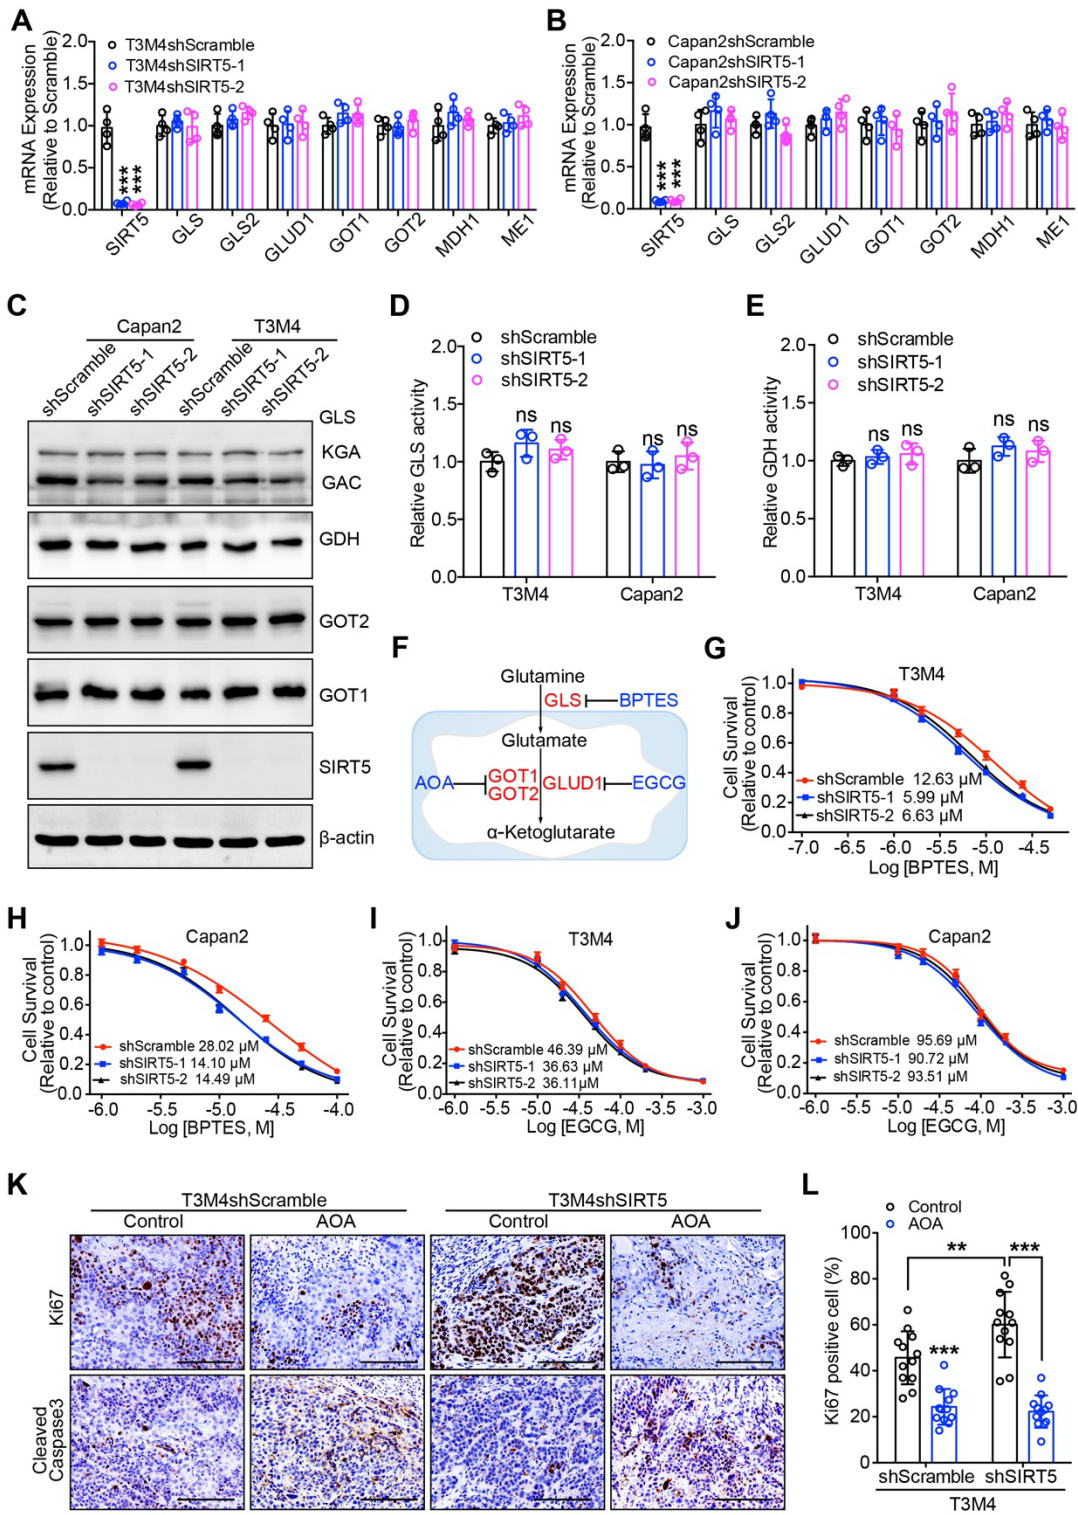 A
mRNA Expression
(Relative to Scramble)
2.0
1.5
1.0
0.5
0.0
T3M4shScramble
T3M4shSIRT5-1
T3M4shSIRT5-2
***
***
SIRT5
GLS
GLS2
GLUD1
GOT1
GOT2
MDH1
ME1
B
mRNA Expression
(Relative to Scramble)
2.0
1.5
1.0
0.5
0.0
Capan2shScramble
Capan2shSIRT5-1
Capan2shSIRT5-2
***
***
SIRT5
GLS
GLS2
GLUD1
GOT1
GOT2
MDH1
ME1
C
Capan2 T3M4
shScramble
shSIRT5-1
shSIRT5-2
shScramble
shSIRT5-1
shSIRT5-2
GLS
KGA
GAC
GDH
GOT2
GOT1
SIRT5
β-actin
D
shScramble
shSIRT5-1
shSIRT5-2
Relative GLS activity
2.0
1.5
1.0
0.5
0.0
ns
ns
ns
ns
T3M4
Capan2
E
shScramble
shSIRT5-1
shSIRT5-2
Relative GDH activity
2.0
1.5
1.0
0.5
0.0
ns
ns
ns
ns
T3M4
Capan2
F
Glutamine
GLS BPTES
Glutamate
AOA GOT1 GLUD1 EGCG
GOT2
α-Ketoglutarate
G
T3M4
Cell Survival
(Relative to control)
1.0
0.8
0.6
0.4
0.2
0.0
shScramble 12.63 μM
shSIRT5-1 5.99 μM
shSIRT5-2 6.63 μM
-7.0 -6.5 -6.0 -5.5 -5.0 -4.5
Log [BPTES, M]
H
Capan2
Cell Survival
(Relative to control)
1.0
0.8
0.6
0.4
0.2
0.0
shScramble 28.02 μM
shSIRT5-1 14.10 μM
shSIRT5-2 14.49 μM
-6.0 -5.5 -5.0 -4.5 -4.0
Log [BPTES, M]
I
T3M4
Cell Survival
(Relative to control)
1.0
0.8
0.6
0.4
0.2
0.0
shScramble 46.39 μM
shSIRT5-1 36.63 μM
shSIRT5-2 36.11μM
-6.0 -5.5 -5.0 -4.5 -4.0 -3.5 -3.0
Log [EGCG, M]
J
Capan2
Cell Survival
(Relative to control)
1.0
0.8
0.6
0.4
0.2
0.0
shScramble 95.69 μM
shSIRT5-1 90.72 μM
shSIRT5-2 93.51 μM
-6.0 -5.5 -5.0 -4.5 -4.0 -3.5 -3.0
Log [EGCG, M]
K
T3M4shScramble T3M4shSIRT5
Control AOA Control AOA
Ki67
Cleaved
Caspase3
L
Control
AOA
Ki67 positive cell (%)
100
80
60
40
20
0
**
***
***
shScramble shSIRT5
T3M4